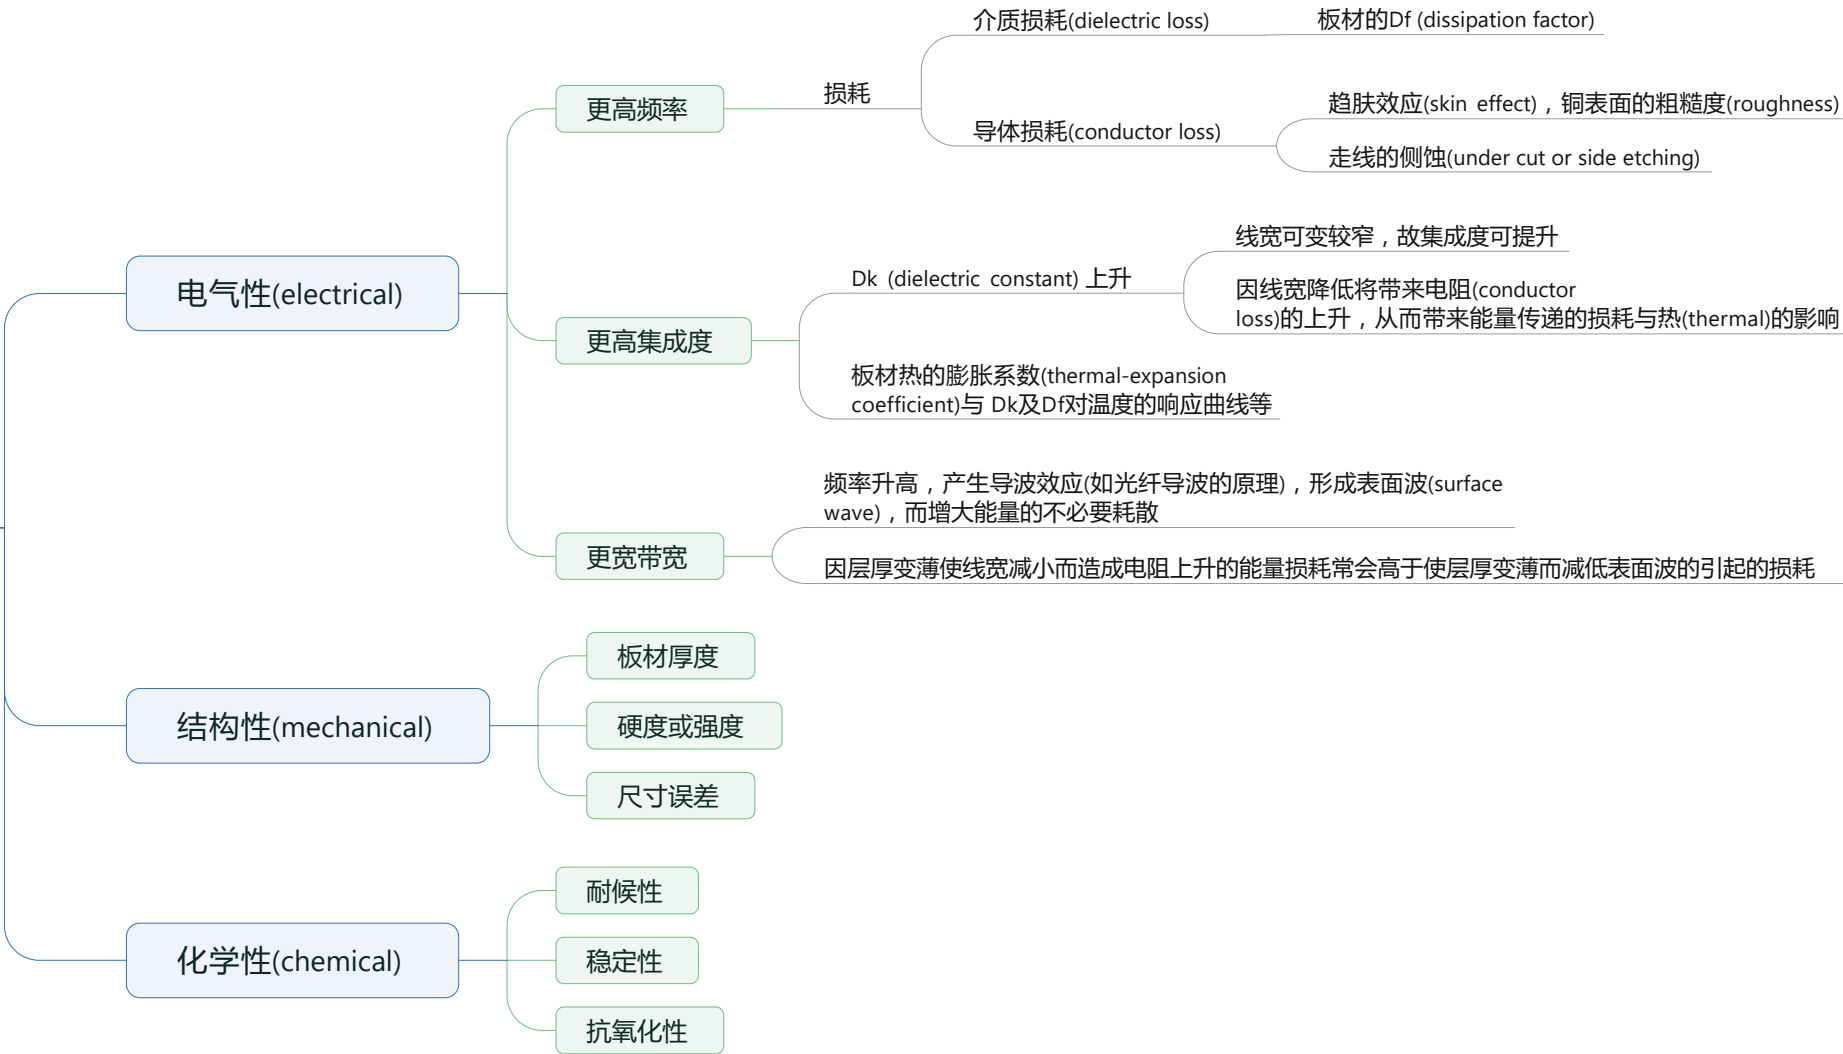 介质损耗(dielectric loss)
板材的Df (dissipation factor)
更高频率
损耗
趋肤效应(skin effect)，铜表面的粗糙度(roughness)
导体损耗(conductor loss)
走线的侧蚀(under cut or side etching)
电气性(electrical)
线宽可变较窄，故集成度可提升
Dk (dielectric constant) 上升
因线宽降低将带来电阻(conductor
loss)的上升，从而带来能量传递的损耗与热(thermal)的影响
更高集成度
板材热的膨胀系数(thermal-expansion
coefficient)与 Dk及Df对温度的响应曲线等
频率升高，产生导波效应(如光纤导波的原理)，形成表面波(surface
wave)，而增大能量的不必要耗散
更宽带宽
因层厚变薄使线宽减小而造成电阻上升的能量损耗常会高于使层厚变薄而减低表面波的引起的损耗
板材厚度
结构性(mechanical)
硬度或强度
尺寸误差
耐候性
化学性(chemical)
稳定性
抗氧化性